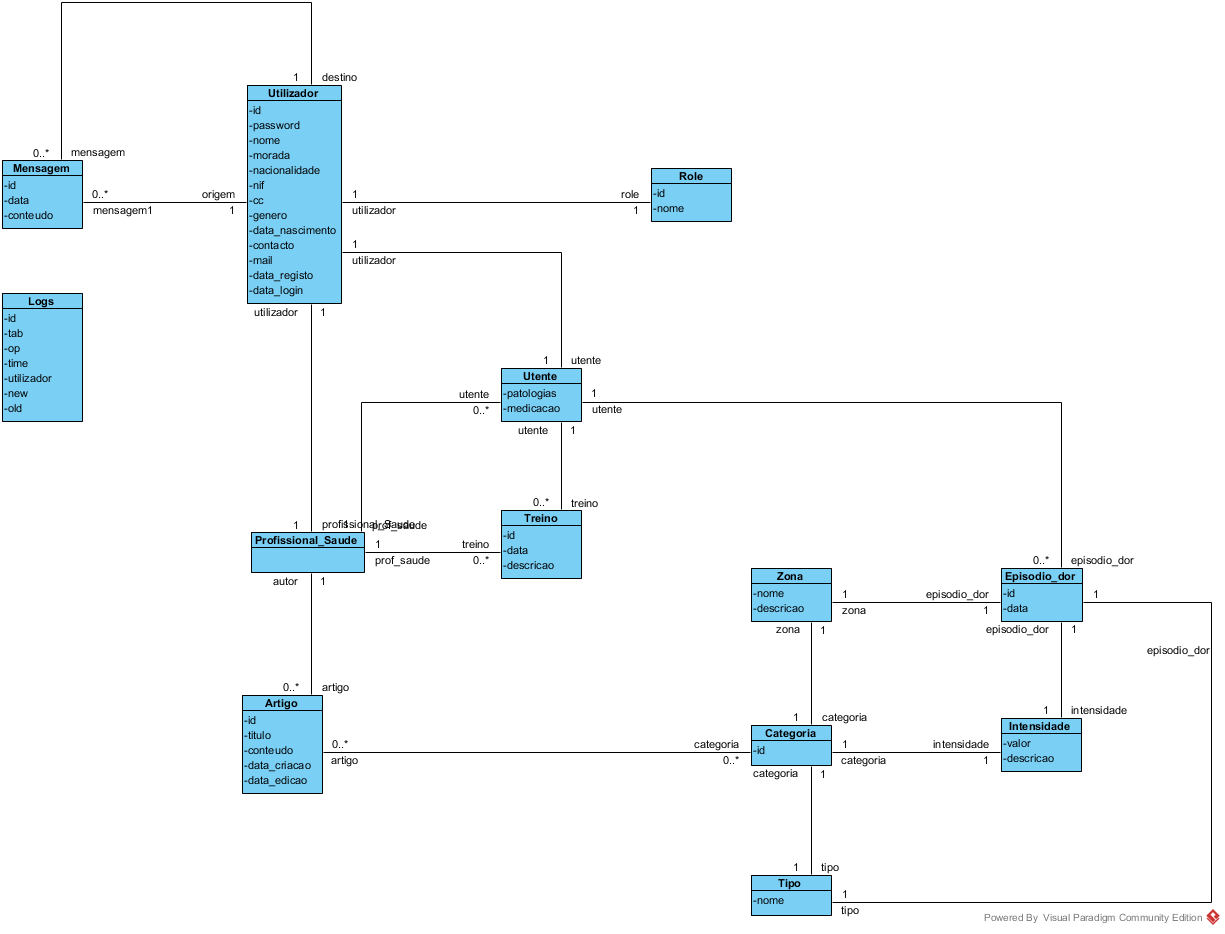 1 destino
Utilizador
-id
-password
-nome
-morada
-nacionalidade
-nif
-cc
-genero
-data_nascimento
-contacto
-mail
-data_registo
-data_login
0..* mensagem
Mensagem
-id
-data
-conteudo
0..* origem
mensagem1 1
1 role
utilizador 1
Role
-id
-nome
1
utilizador
utilizador 1
Logs
-id
-tab
-op
-time
-utilizador
-new
-old
1 utente
Utente
-patologias
-medicacao
utente
0..*
1
utente
utente 1
0..* treino
Treino
-id
-data
-descricao
1 profissional_Saude
1 prof_saude
Profissional_Saude
1 treino
prof_saude 0..*
autor 1
0..* episodio_dor
Episodio_dor
-id
-data
Zona
-nome
-descricao
1 episodio_dor
zona 1
1
episodio_dor
zona 1
episodio_dor 1
0..* artigo
Artigo
-id
-titulo
-conteudo
-data_criacao
-data_edicao
0..* categoria
artigo 0..*
1 categoria
Categoria
-id
1 intensidade
categoria 1
1 intensidade
Intensidade
-valor
-descricao
categoria 1
1 tipo
Tipo
-nome
1
tipo
Powered By Visual Paradigm Community Edition